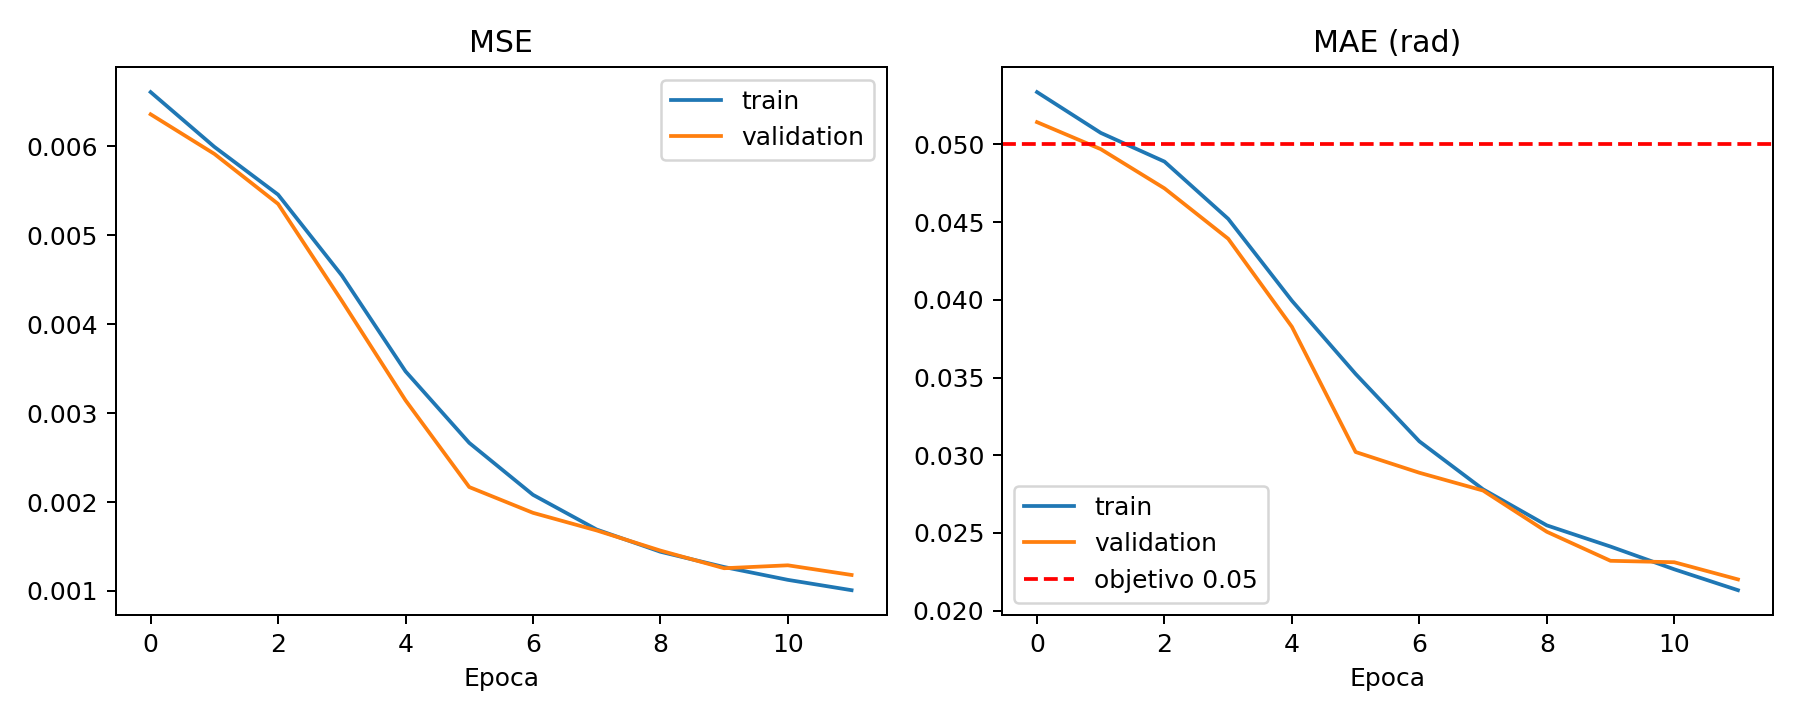 MSE
train
validation
0.006
0.005
0.004
0.003
0.002
0.001
0 2 4 6 8 10
Epoca
MAE (rad)
0.050
0.045
0.040
0.035
0.030
0.025
0.020
train
validation
objetivo 0.05
0 2 4 6 8 10
Epoca